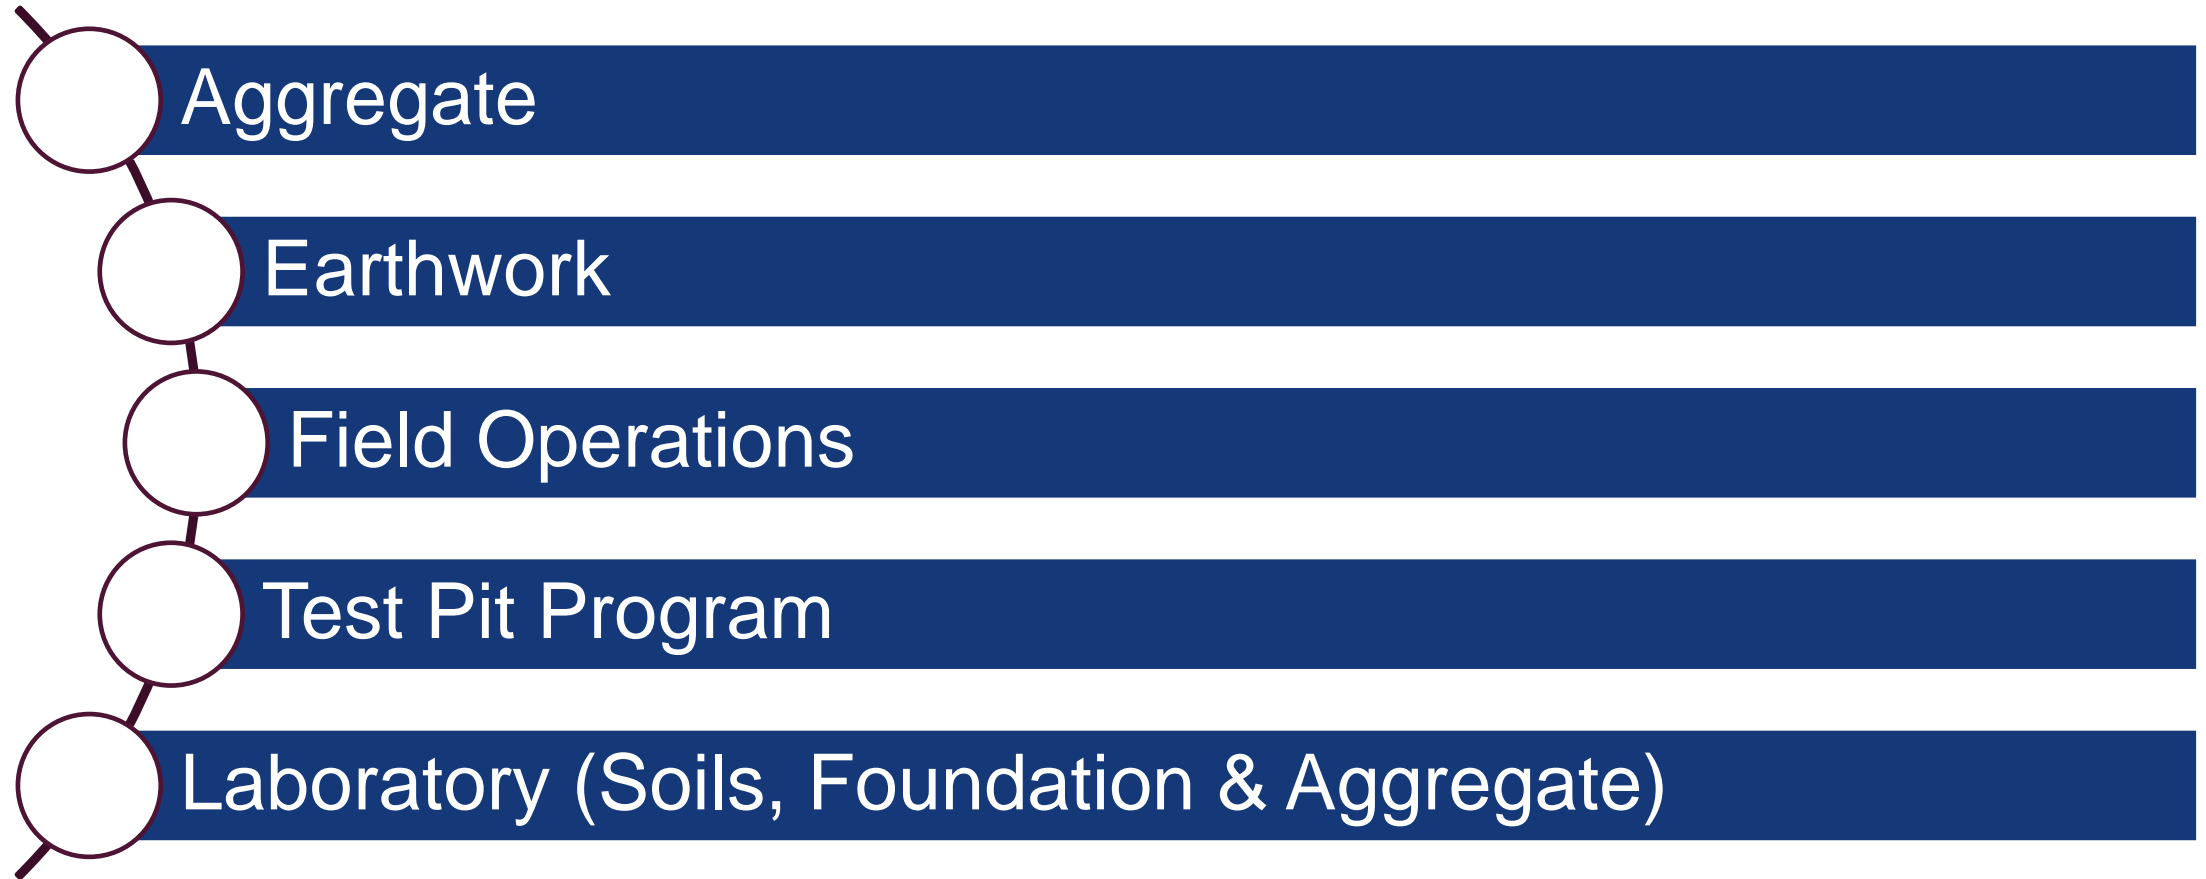 Aggregate
Earthwork
Field Operations
Test Pit Program
Laboratory (Soils, Foundation & Aggregate)